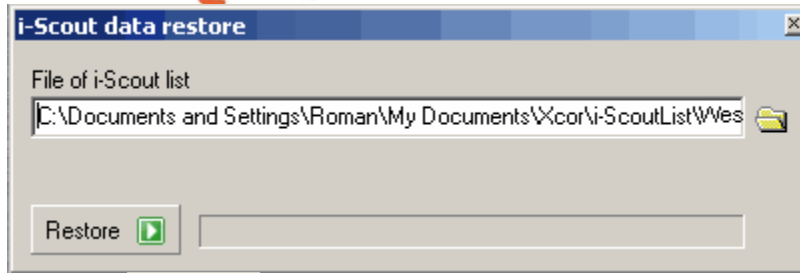 i-Scout data restore
File of i-Scout list
C:\Documents and Settings\Roman\My Documents\Xcor\i-ScoutList\Wes
Restore